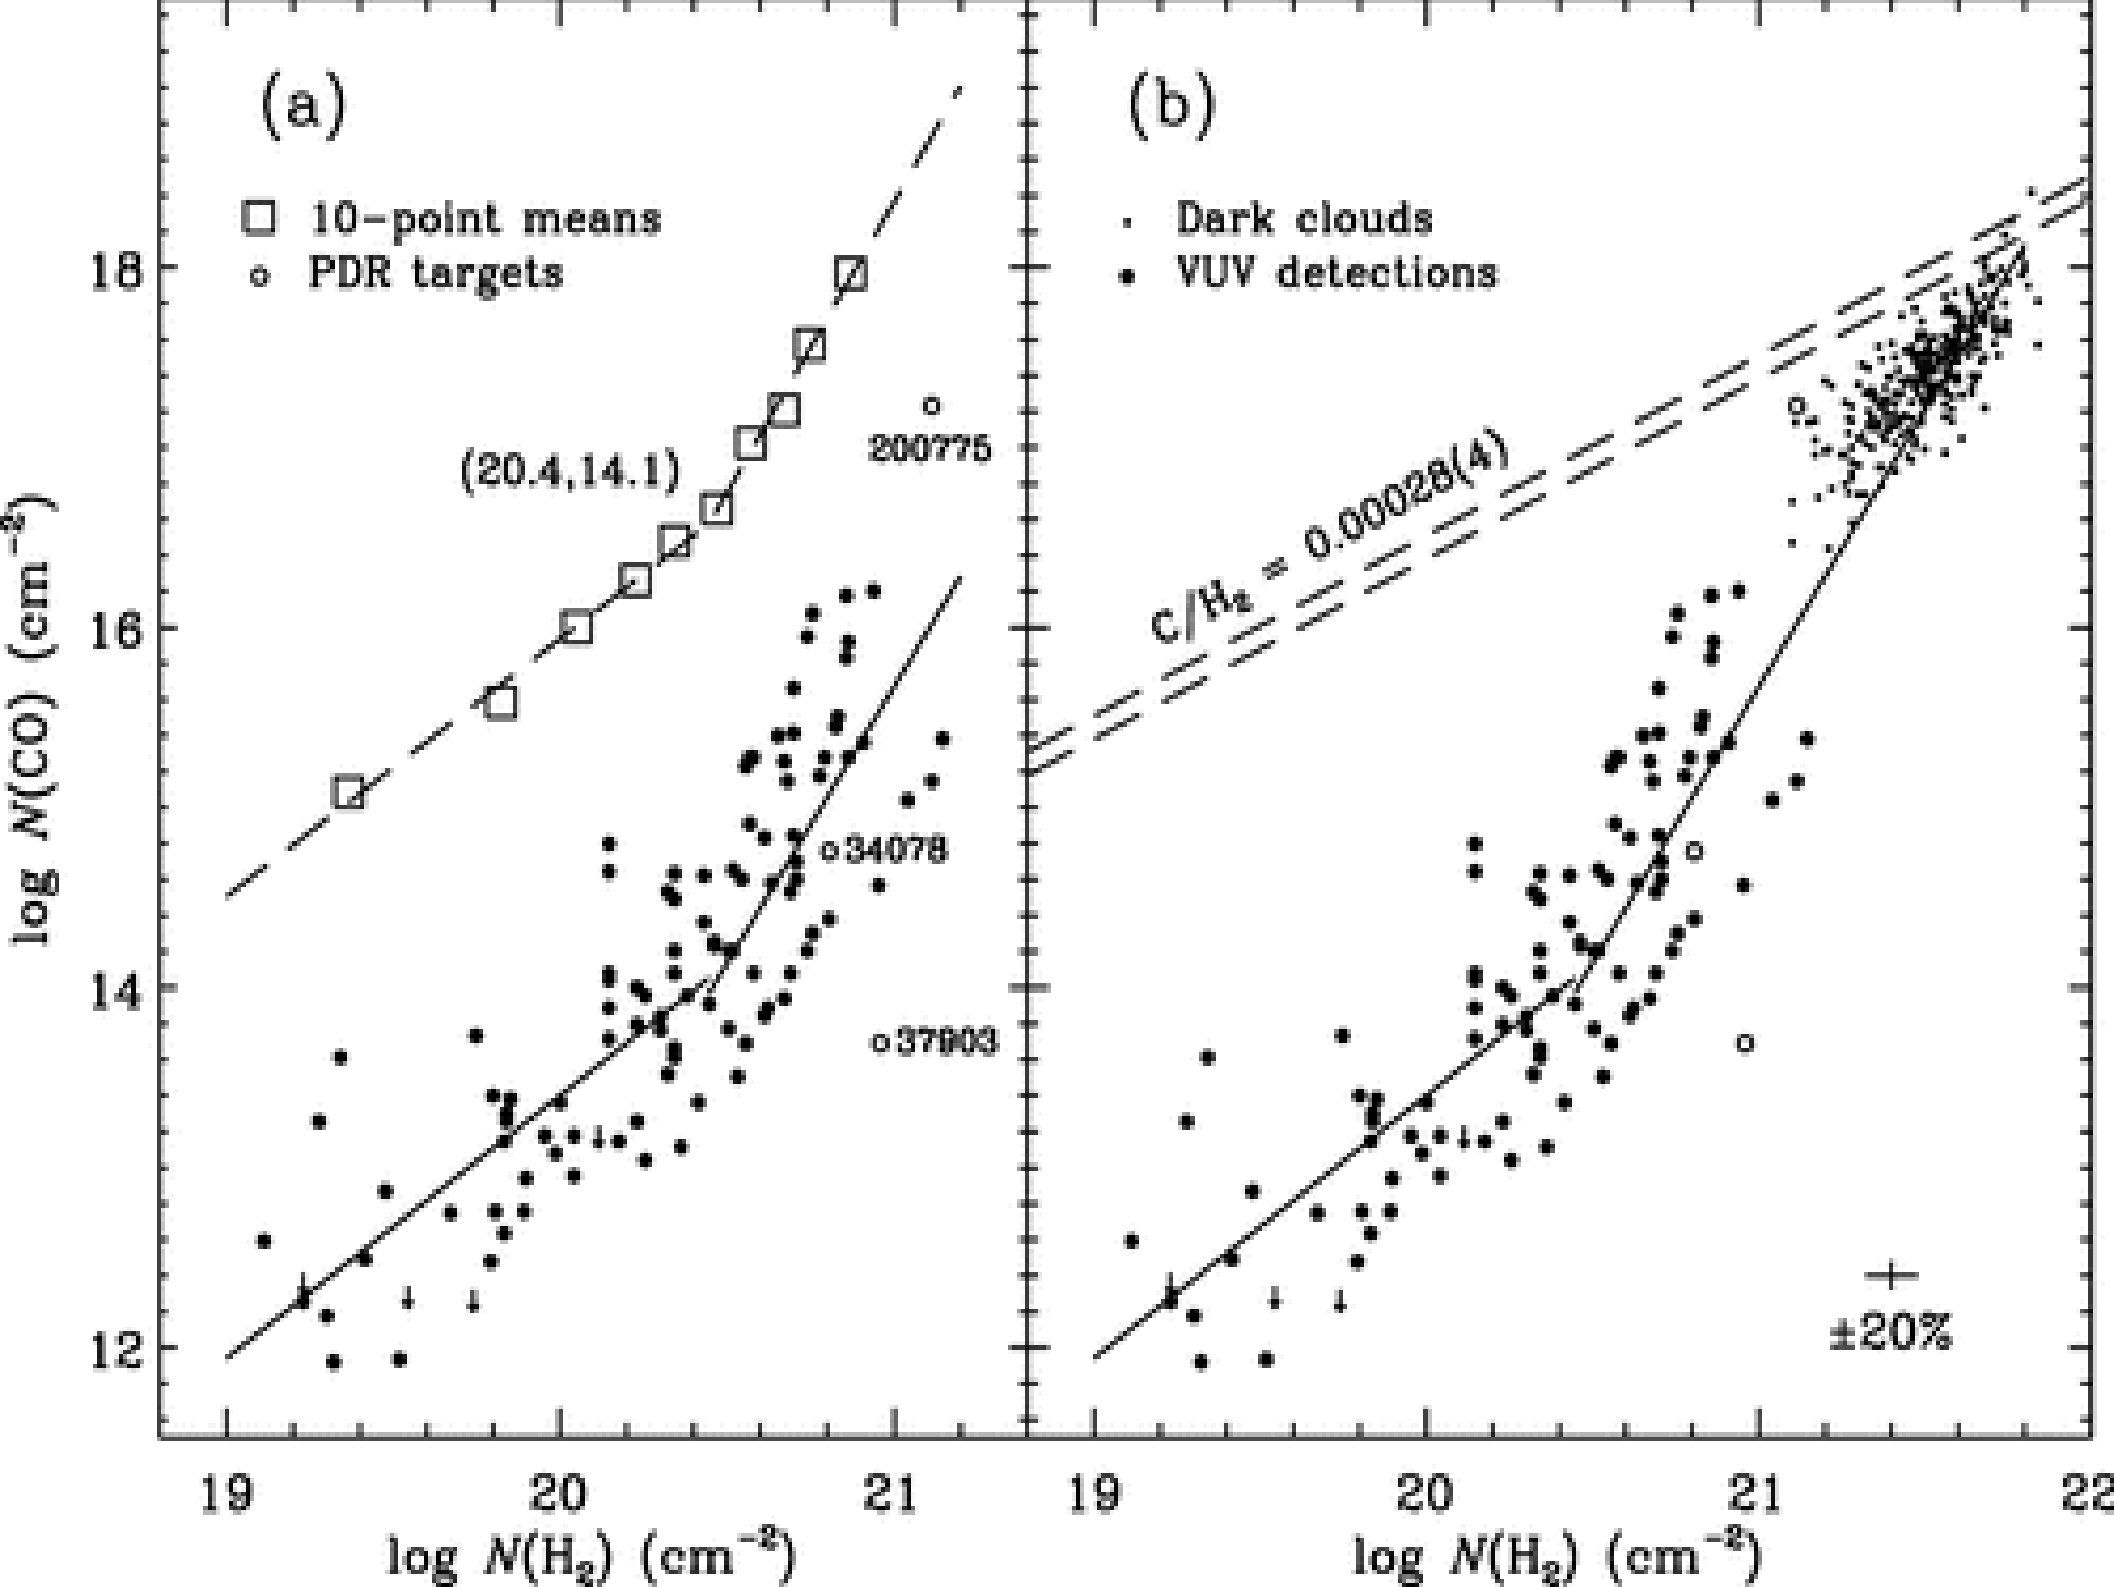 (a)
10-point means
PDR targets
(20.4,14.1)
200775
34078
37903
18
16
14
12
log N(CO) (cm⁻²)
19 20 21
log N(H₂) (cm⁻²)
(b)
Dark clouds
VUV detections
C/H₂ = 0.00028(4)
±20%
19 20 21 22
log N(H₂) (cm⁻²)